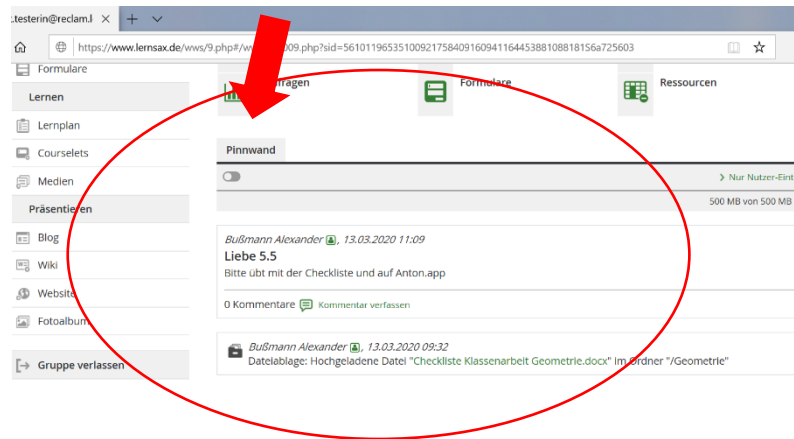 .testerin@reclam.l
https://www.lernsax.de/wws/9.php#/wv 009.php?sid=56101196535100921758409160941164453881088181S6a725603
Formulare
fragen
Formulare
Ressourcen
Lernen
Lernplan
Courselets
Medien
Präsentieren
Blog
Wiki
Website
Fotoalbum
Gruppe verlassen
Pinnwand
Nur Nutzer-Eint
500 MB von 500 MB
Bußmann Alexander, 13.03.2020 11:09
Liebe 5.5
Bitte übt mit der Checkliste und auf Anton.app
0 Kommentare Kommentar verfassen
Bußmann Alexander, 13.03.2020 09:32
Dateiablage: Hochgeladene Datei "Checkliste Klassenarbeit Geometrie.docx" im Ordner "/Geometrie"